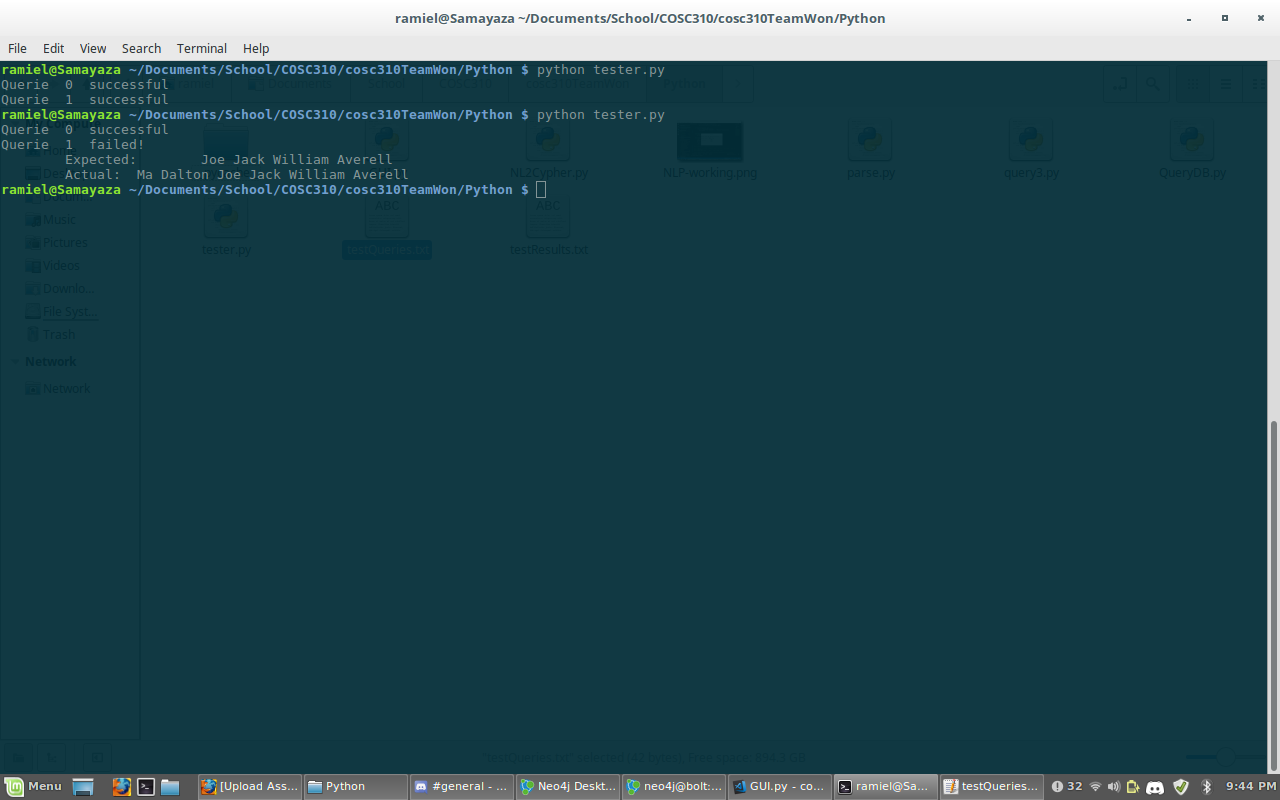 ramiel@Samayaza ~/Documents/School/COSC310/cosc310TeamWon/Python
File Edit View Search Terminal Help
ramiel@Samayaza ~/Documents/School/COSC310/cosc310TeamWon/Python $ python tester.py
Querie 0 successful
Querie 1 successful
ramiel@Samayaza ~/Documents/School/COSC310/cosc310TeamWon/Python $ python tester.py
Querie 0 successful
Querie 1 failed!
Expected: Joe Jack William Averell
Actual: Ma Dalton Joe Jack William Averell
ramiel@Samayaza ~/Documents/School/COSC310/cosc310TeamWon/Python $
NL2Cypher.py NLP-working.png parse.py query3.py QueryDB.py
Music
Pictures
Videos
Downlo...
File Syst...
Trash
Network
Network
tester.py testQueries.txt testResults.txt
Menu [Upload Ass... Python #general - ... Neo4j Deskt... neo4j@bolt:... GUI.py - co... ramiel@Sa... testQueries... 32 9:44 PM